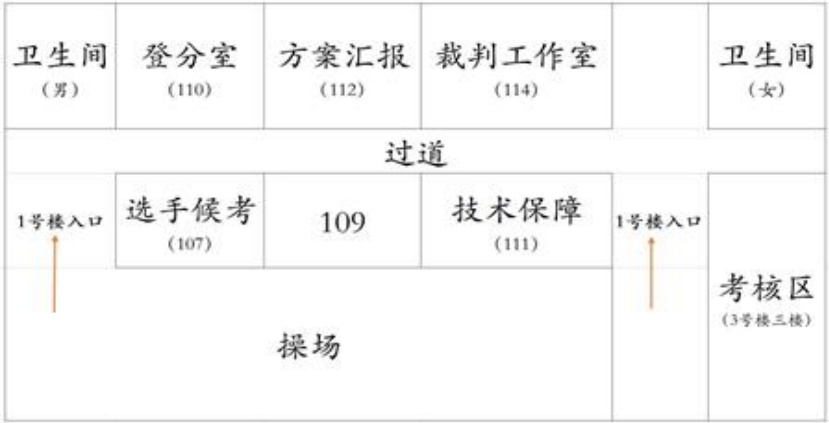 卫生间 登分室 方案汇报 裁判工作室 卫生间
（男） （110） （112） （114） （女）
过道
1号楼入口 选手候考 109 技术保障 1号楼入口
（107） （111）
考核区
（3号楼三楼）
操场